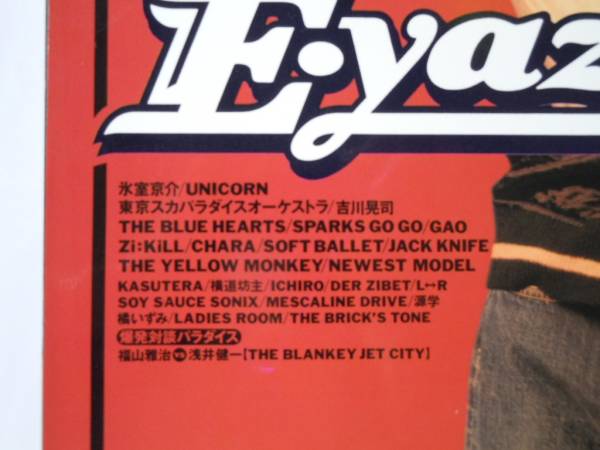 E·yaz
氷室京介/UNICORN
東京スカパラダイスオーケストラ/吉川晃司
THE BLUE HEARTS/SPARKS GO GO/GAO
Zi:KiLL/CHARA/SOFT BALLET/JACK KNIFE
THE YELLOW MONKEY/NEWEST MODEL
KASUTERA/横道坊主/ICHIRO/DER ZIBET/L↔R
SOY SAUCE SONIX/MESCALINE DRIVE/源学
橘いずみ/LADIES ROOM/THE BRICK'S TONE
爆発対談パラダイス
福山雅治VS浅井健一【THE BLANKEY JET CITY】